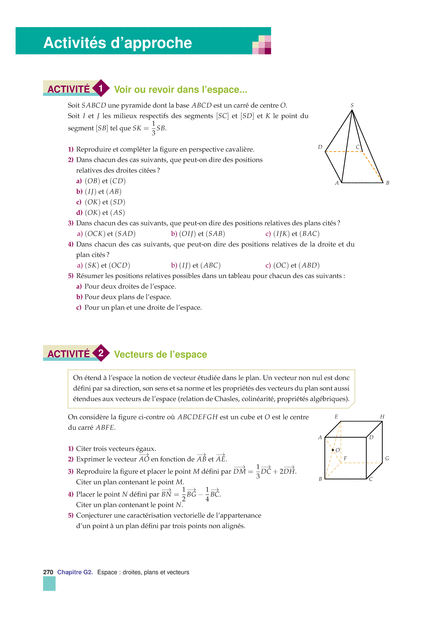 Activités d'approche
ACTIVITÉ 1 Voir ou revoir dans l'espace...
Soit SABCD une pyramide dont la base ABCD est un carré de centre O.
Soit I et J les milieux respectifs des segments [SC] et [SD] et K le point du
segment [SB] tel que SK = 1/3 SB.
1) Reproduire et compléter la figure en perspective cavalière.
2) Dans chacun des cas suivants, que peut-on dire des positions
relatives des droites citées ?
a) (OB) et (CD)
b) (IJ) et (AB)
c) (OK) et (SD)
d) (OK) et (AS)
S
D
C
A
B
3) Dans chacun des cas suivants, que peut-on dire des positions relatives des plans cités ?
a) (OCK) et (SAD) b) (OIJ) et (SAB) c) (IJK) et (BAC)
4) Dans chacun des cas suivants, que peut-on dire des positions relatives de la droite et du
plan cités ?
a) (SK) et (OCD) b) (IJ) et (ABC) c) (OC) et (ABD)
5) Résumer les positions relatives possibles dans un tableau pour chacun des cas suivants :
a) Pour deux droites de l'espace.
b) Pour deux plans de l'espace.
c) Pour un plan et une droite de l'espace.
ACTIVITÉ 2 Vecteurs de l'espace
On étend à l'espace la notion de vecteur étudiée dans le plan. Un vecteur non nul est donc
défini par sa direction, son sens et sa norme et les propriétés des vecteurs du plan sont aussi
étendues aux vecteurs de l'espace (relation de Chasles, colinéarité, propriétés algébriques).
On considère la figure ci-contre où ABCDEFGH est un cube et O est le centre
du carré ABFE.
1) Citer trois vecteurs égaux.
2) Exprimer le vecteur AO⃗ en fonction de AB⃗ et AE⃗.
3) Reproduire la figure et placer le point M défini par DM⃗ = 1/3 DC⃗ + 2DH⃗.
Citer un plan contenant le point M.
4) Placer le point N défini par BN⃗ = 1/2 BG⃗ − 1/4 BC⃗.
Citer un plan contenant le point N.
5) Conjecturer une caractérisation vectorielle de l'appartenance
d'un point à un plan défini par trois points non alignés.
E
H
A
D
O
F
G
B
C
270 Chapitre G2. Espace : droites, plans et vecteurs